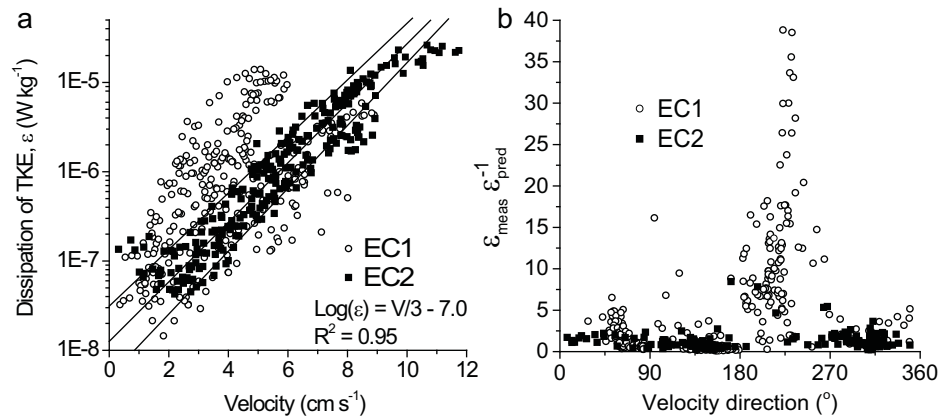 a
Dissipation of TKE, ε (W kg⁻¹)
1E-5
1E-6
1E-7
1E-8
EC1
EC2
Log(ε) = V/3 - 7.0
R² = 0.95
0 2 4 6 8 10 12
Velocity (cm s⁻¹)
b
ε_meas ε⁻¹_pred
40
35
30
25
20
15
10
5
0
EC1
EC2
0 90 180 270 360
Velocity direction (°)